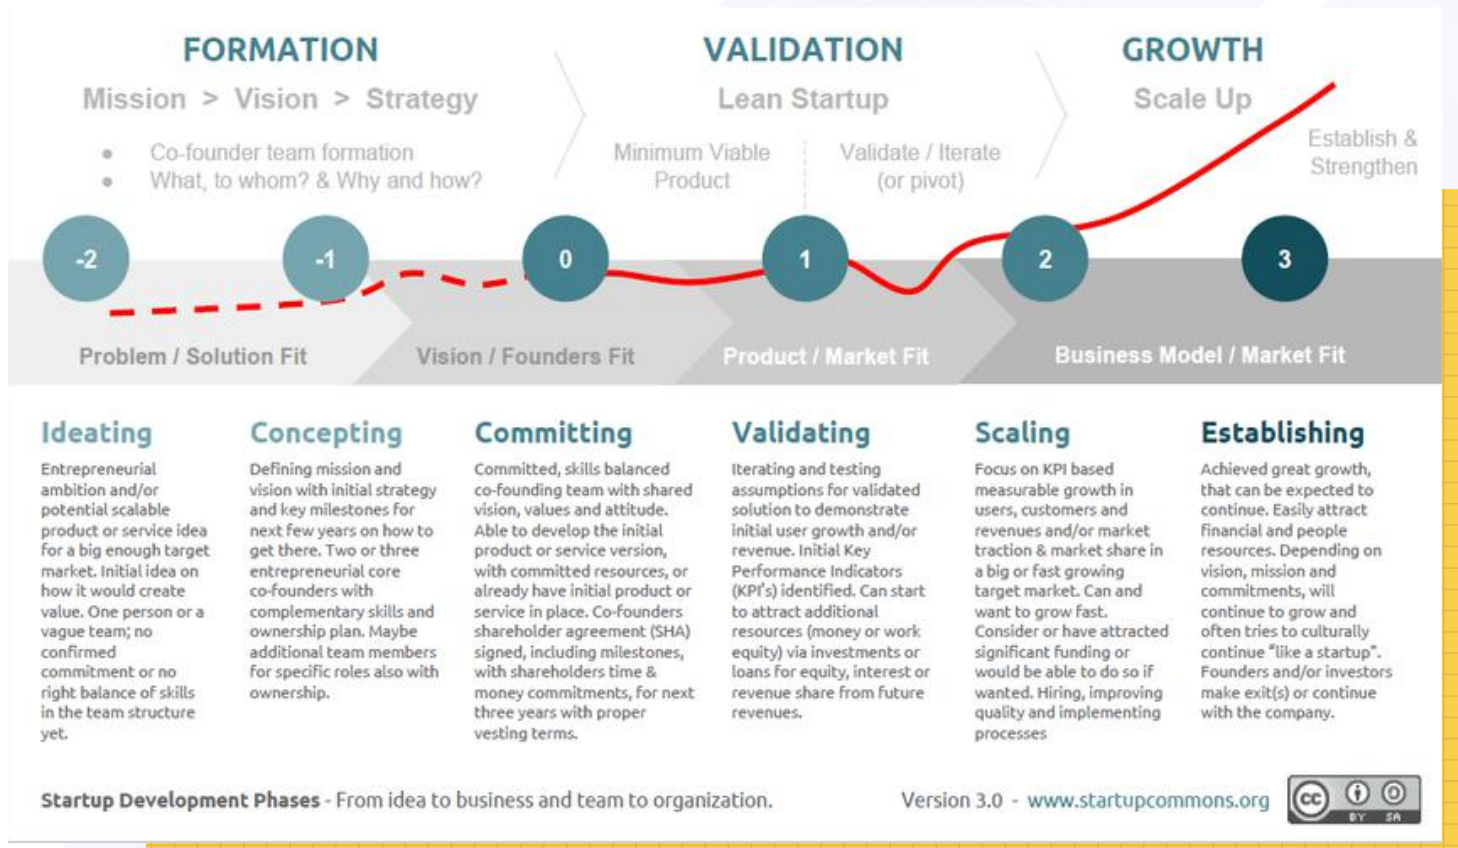 FORMATION
Mission > Vision > Strategy
● Co-founder team formation
● What, to whom? & Why and how?
VALIDATION
Lean Startup
Minimum Viable
Product
Validate / Iterate
(or pivot)
GROWTH
Scale Up
Establish &
Strengthen
-2
-1
0
1
2
3
Problem / Solution Fit
Vision / Founders Fit
Product / Market Fit
Business Model / Market Fit
Ideating
Entrepreneurial
ambition and/or
potential scalable
product or service idea
for a big enough target
market. Initial idea on
how it would create
value. One person or a
vague team; no
confirmed
commitment or no
right balance of skills
in the team structure
yet.
Concepting
Defining mission and
vision with initial strategy
and key milestones for
next few years on how to
get there. Two or three
entrepreneurial core
co-founders with
complementary skills and
ownership plan. Maybe
additional team members
for specific roles also with
ownership.
Committing
Committed, skills balanced
co-founding team with shared
vision, values and attitude.
Able to develop the initial
product or service version,
with committed resources, or
already have initial product or
service in place. Co-founders
shareholder agreement (SHA)
signed, including milestones,
with shareholders time &
money commitments, for next
three years with proper
vesting terms.
Validating
Iterating and testing
assumptions for validated
solution to demonstrate
initial user growth and/or
revenue. Initial Key
Performance Indicators
(KPI's) identified. Can start
to attract additional
resources (money or work
equity) via investments or
loans for equity, interest or
revenue share from future
revenues.
Scaling
Focus on KPI based
measurable growth in
users, customers and
revenues and/or market
traction & market share in
a big or fast growing
target market. Can and
want to grow fast.
Consider or have attracted
significant funding or
would be able to do so if
wanted. Hiring, improving
quality and implementing
processes
Establishing
Achieved great growth,
that can be expected to
continue. Easily attract
financial and people
resources. Depending on
vision, mission and
commitments, will
continue to grow and
often tries to culturally
continue "like a startup".
Founders and/or investors
make exit(s) or continue
with the company.
Startup Development Phases - From idea to business and team to organization.
Version 3.0 - www.startupcommons.org
cc
BY SA